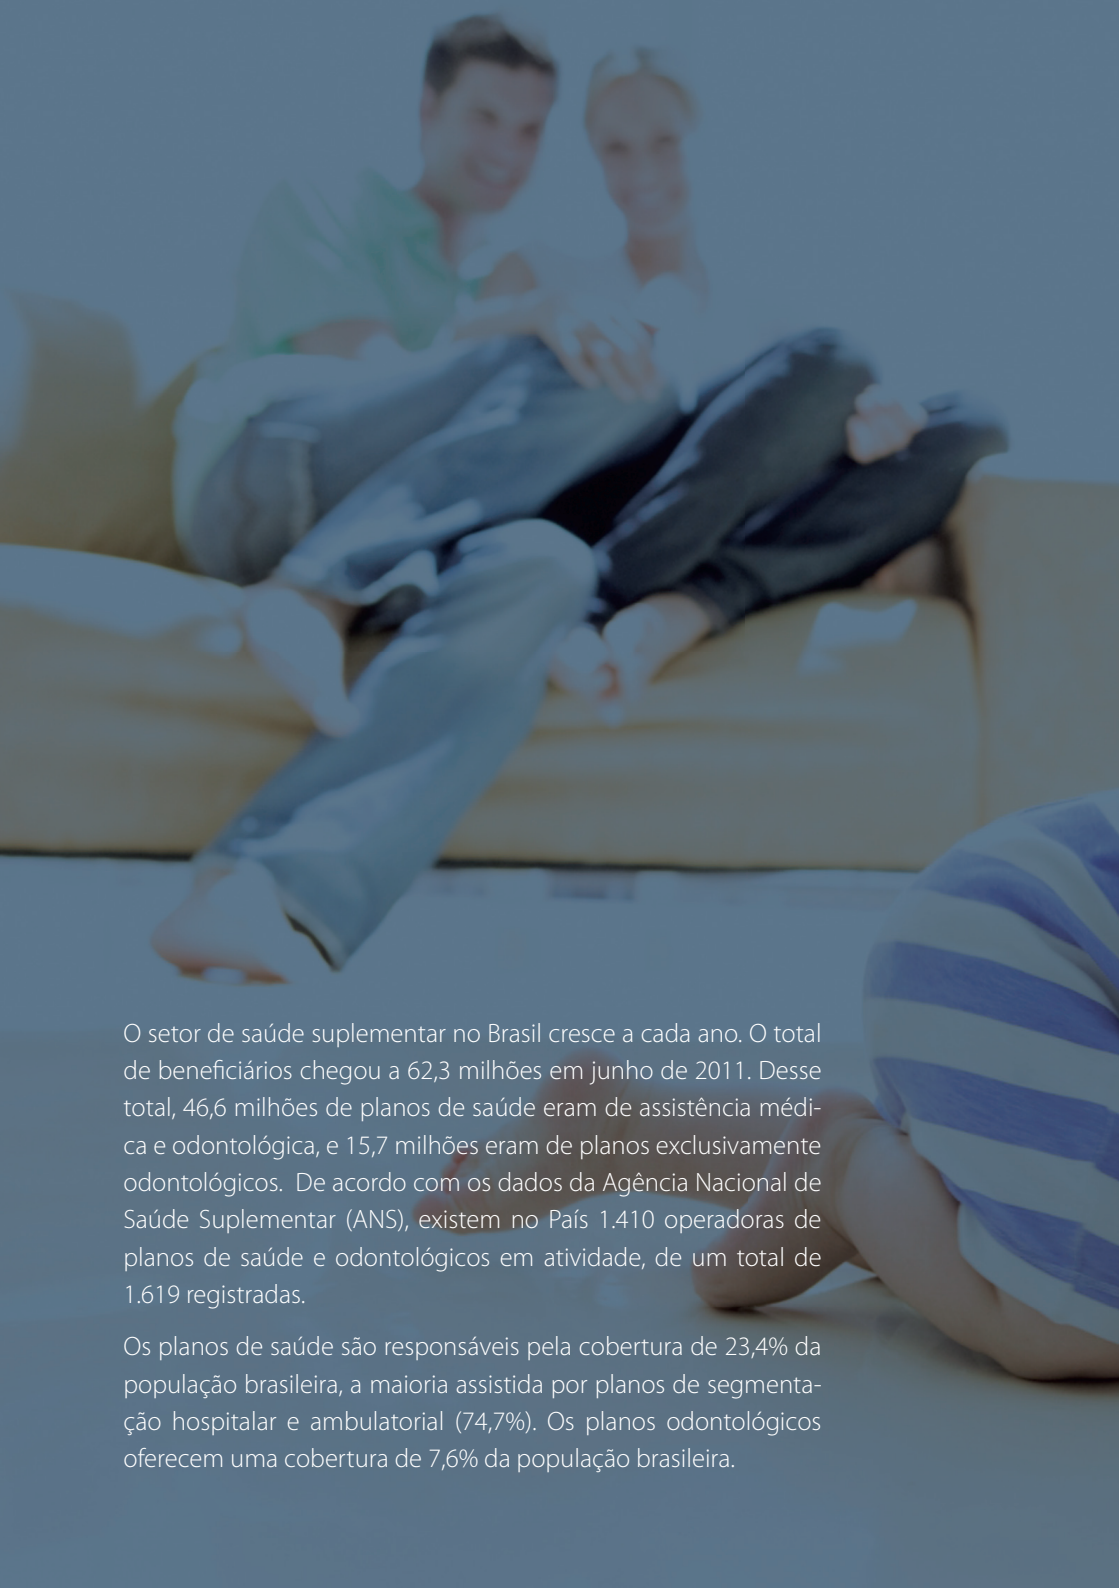 O setor de saúde suplementar no Brasil cresce a cada ano. O total
de beneficiários chegou a 62,3 milhões em junho de 2011. Desse
total, 46,6 milhões de planos de saúde eram de assistência médi-
ca e odontológica, e 15,7 milhões eram de planos exclusivamente
odontológicos.  De acordo com os dados da Agência Nacional de
Saúde Suplementar (ANS), existem no País 1.410 operadoras de
planos de saúde e odontológicos em atividade, de um total de
1.619 registradas.
Os planos de saúde são responsáveis pela cobertura de 23,4% da
população brasileira, a maioria assistida por planos de segmenta-
ção hospitalar e ambulatorial (74,7%). Os planos odontológicos
oferecem uma cobertura de 7,6% da população brasileira.